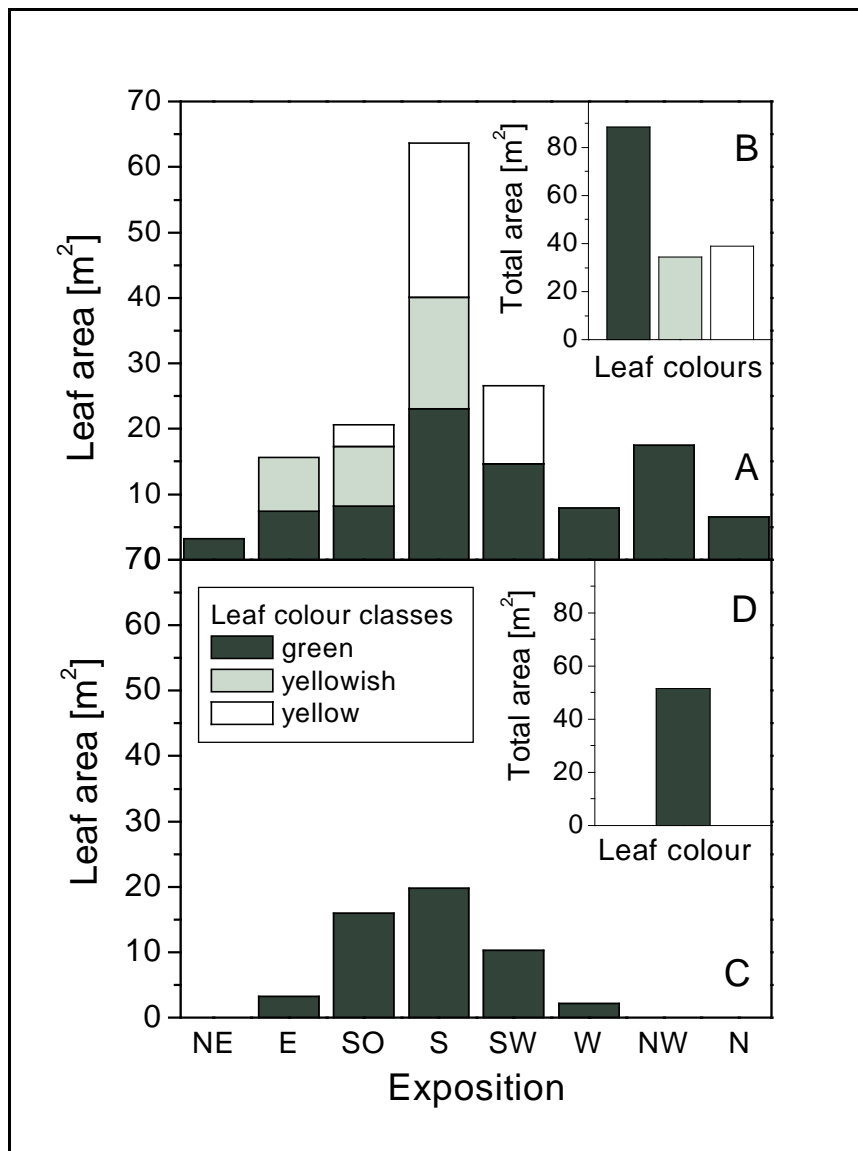 70
60
50
40
30
20
10
0
Leaf area [m²]
A
80
60
40
20
0
Total area [m²]
B
Leaf colours
70
60
50
40
30
20
10
0
Leaf area [m²]
Leaf colour classes
green
yellowish
yellow
80
60
40
20
0
Total area [m²]
D
Leaf colour
C
NE E SO S SW W NW N
Exposition